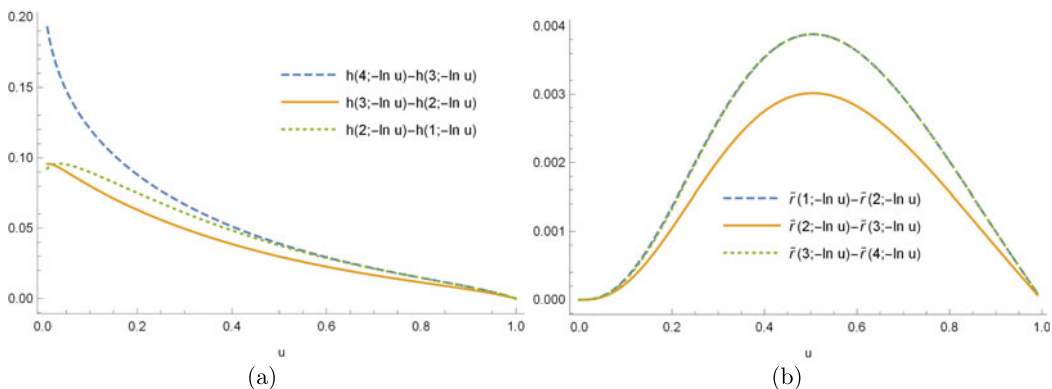 0.20
0.15
0.10
0.05
0.00
h(4;−ln u)−h(3;−ln u)
h(3;−ln u)−h(2;−ln u)
h(2;−ln u)−h(1;−ln u)
0.0 0.2 0.4 0.6 0.8 1.0
u
(a)
0.004
0.003
0.002
0.001
0.000
r̄(1;−ln u)−r̄(2;−ln u)
r̄(2;−ln u)−r̄(3;−ln u)
r̄(3;−ln u)−r̄(4;−ln u)
0.0 0.2 0.4 0.6 0.8 1.0
u
(b)